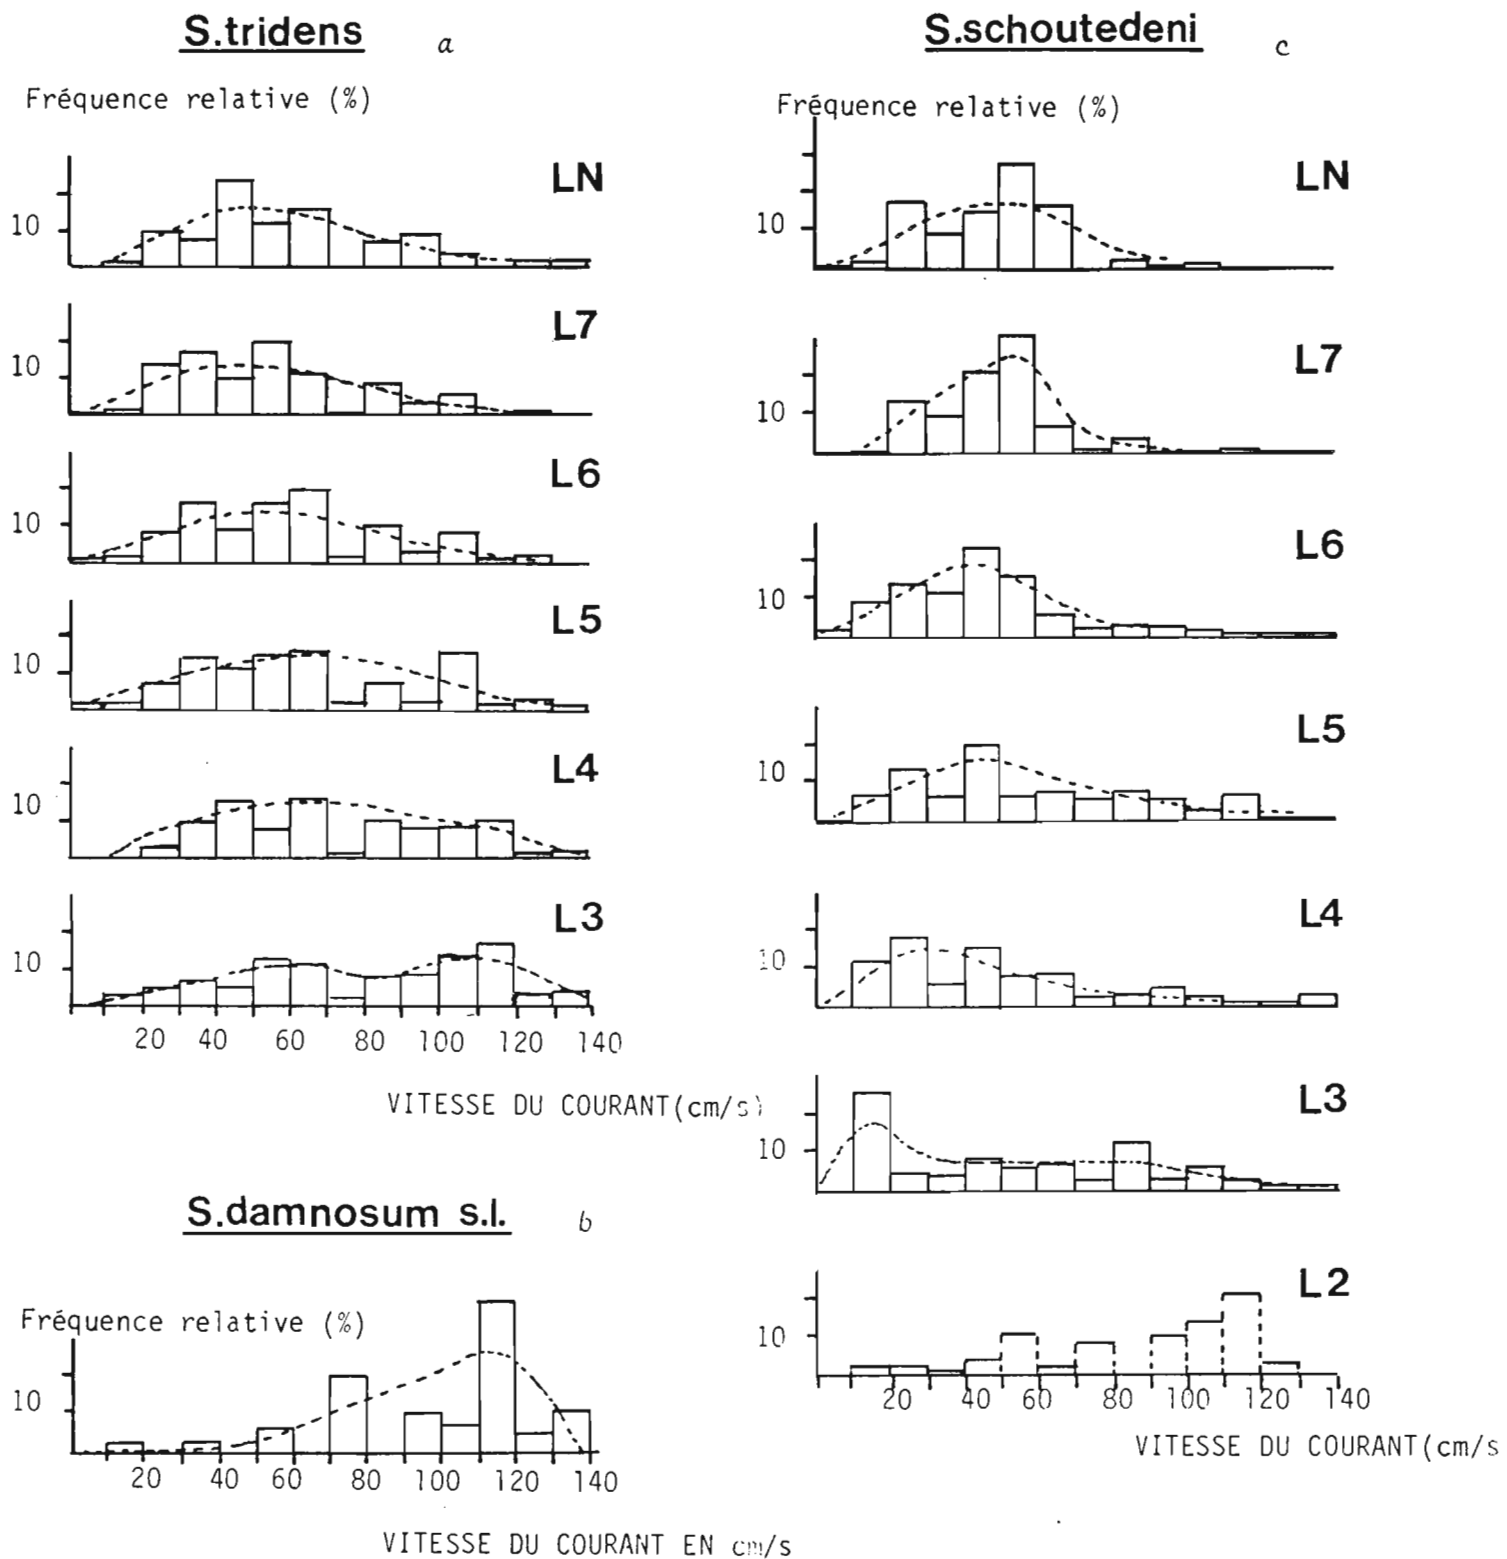 S.tridens a
Fréquence relative (%)
LN
10
L7
10
L6
10
L5
10
L4
10
L3
10
20 40 60 80 100 120 140
VITESSE DU COURANT(cm/s)
S.damnosum s.l. b
Fréquence relative (%)
10
20 40 60 80 100 120 140
VITESSE DU COURANT EN cm/s
S.schoutedeni c
Fréquence relative (%)
LN
10
L7
10
L6
10
L5
10
L4
10
L3
10
L2
10
20 40 60 80 100 120 140
VITESSE DU COURANT(cm/s